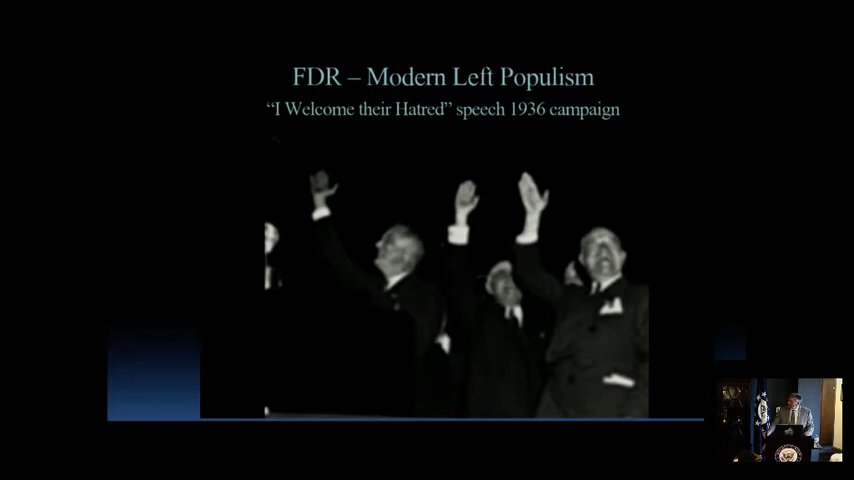 FDR – Modern Left Populism
“I Welcome their Hatred” speech 1936 campaign